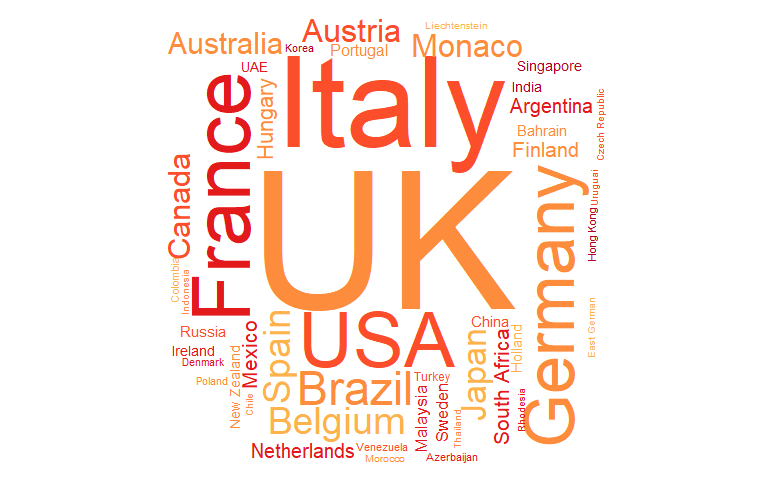 Liechtenstein
Austria
Australia
Korea
Portugal
Monaco
UAE
Italy
Singapore
India
Hungary
Argentina
Czech Republic
France
Bahrain
Finland
Canada
UK
Germany
Uruguai
Hong Kong
Colombia
Indonesia
Russia
Spain
USA
China
Japan
South Africa
Holland
East German
Ireland
Mexico
Denmark
Poland
New Zealand
Chile
Brazil
Turkey
Belgium
Malaysia
Sweden
Thailand
Rhodesia
Netherlands
Venezuela
Morocco
Azerbaijan